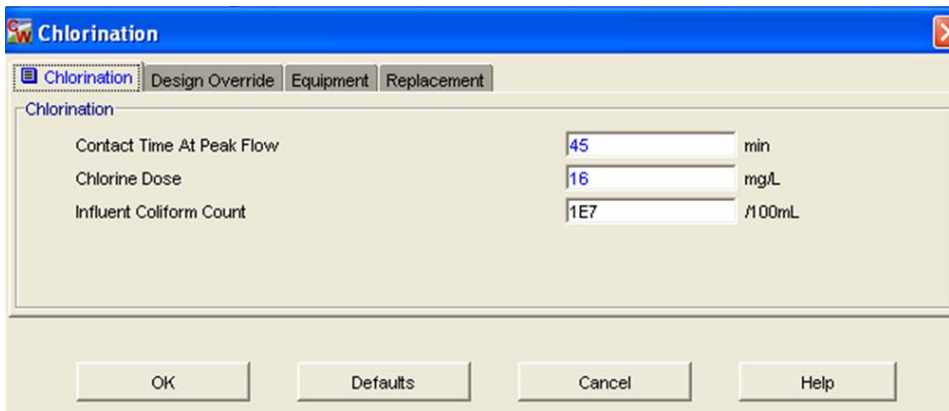 CW Chlorination
Chlorination Design Override Equipment Replacement
Chlorination
Contact Time At Peak Flow 45 min
Chlorine Dose 16 mg/L
Influent Coliform Count 1E7 /100mL
OK Defaults Cancel Help